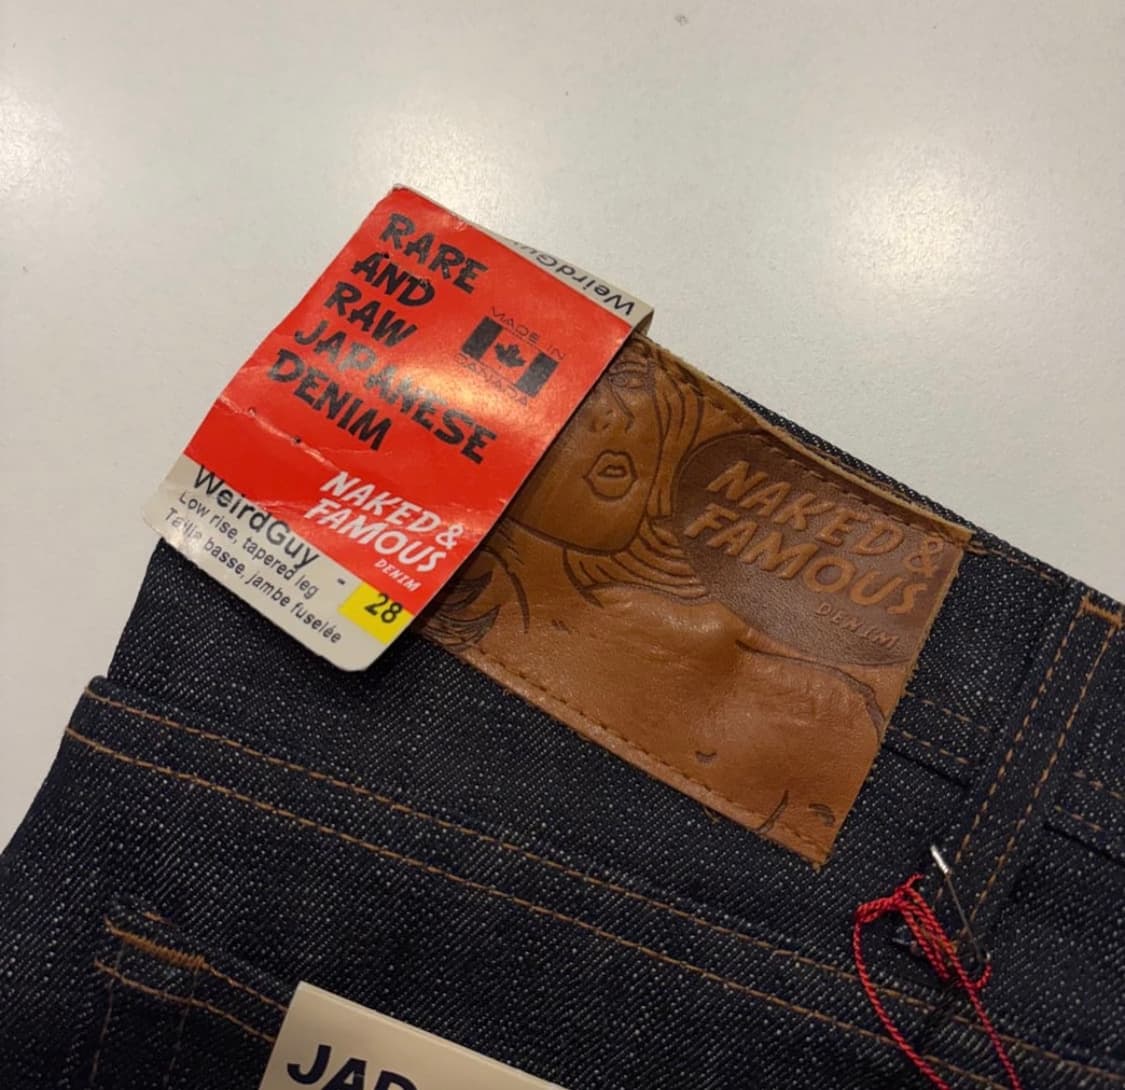 WeirdGuy
RARE
AND
RAW
JAPANESE
DENIM
MADE IN
CANADA
NAKED &
FAMOUS
DENIM
WeirdGuy -
28
Low rise, tapered leg
Taille basse, jambe fuselée
NAKED &
FAMOUS
DENIM